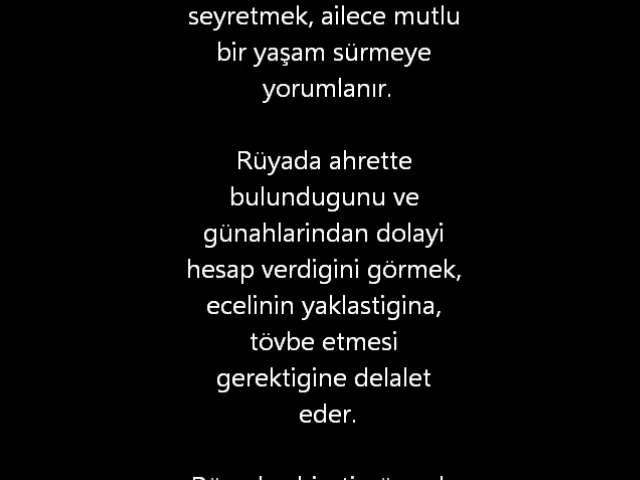 seyretmek, ailece mutlu
bir yaşam sürmeye
yorumlanır.
Rüyada ahrette
bulundugunu ve
günahlarindan dolayi
hesap verdigini görmek,
ecelinin yaklastigina,
tövbe etmesi
gerektigine delalet
eder.